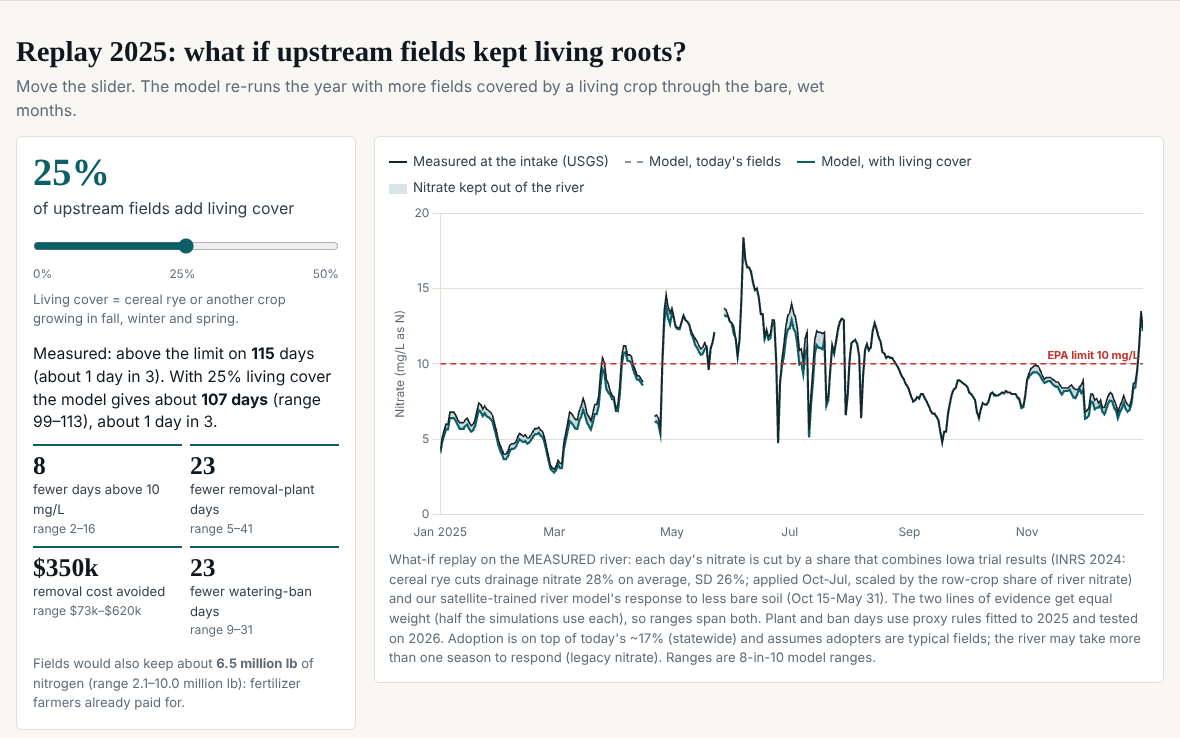 Replay 2025: what if upstream fields kept living roots?
Move the slider. The model re-runs the year with more fields covered by a living crop through the bare, wet
months.
25%
of upstream fields add living cover
0% 25% 50%
Living cover = cereal rye or another crop
growing in fall, winter and spring.
Measured: above the limit on 115 days
(about 1 day in 3). With 25% living cover
the model gives about 107 days (range
99–113), about 1 day in 3.
8
fewer days above 10
mg/L
range 2–16
23
fewer removal-plant
days
range 5–41
$350k
removal cost avoided
range $73k–$620k
23
fewer watering-ban
days
range 9–31
Fields would also keep about 6.5 million lb of
nitrogen (range 2.1–10.0 million lb): fertilizer
farmers already paid for.
Measured at the intake (USGS) Model, today's fields Model, with living cover
Nitrate kept out of the river
Nitrate (mg/L as N)
20
15
10
5
0
EPA limit 10 mg/L
Jan 2025 Mar May Jul Sep Nov
What-if replay on the MEASURED river: each day's nitrate is cut by a share that combines Iowa trial results (INRS 2024:
cereal rye cuts drainage nitrate 28% on average, SD 26%; applied Oct-Jul, scaled by the row-crop share of river nitrate)
and our satellite-trained river model's response to less bare soil (Oct 15-May 31). The two lines of evidence get equal
weight (half the simulations use each), so ranges span both. Plant and ban days use proxy rules fitted to 2025 and tested
on 2026. Adoption is on top of today's ~17% (statewide) and assumes adopters are typical fields; the river may take more
than one season to respond (legacy nitrate). Ranges are 8-in-10 model ranges.